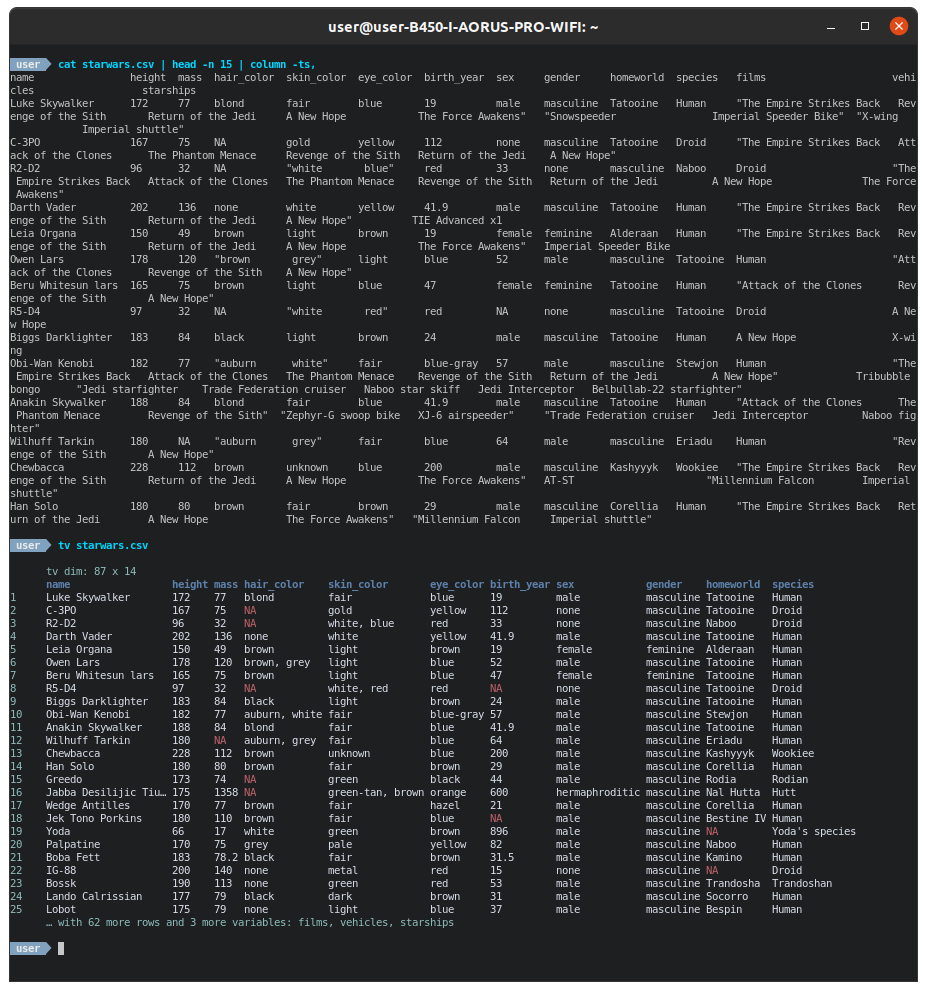 user@user-B450-I-AORUS-PRO-WIFI: ~
user cat starwars.csv | head -n 15 | column -ts,
name                height  mass  hair_color  skin_color  eye_color  birth_year  sex     gender     homeworld  species   films                     vehi
cles                  starships
Luke Skywalker      172     77    blond       fair        blue       19          male    masculine  Tatooine   Human     "The Empire Strikes Back   Rev
enge of the Sith       Return of the Jedi     A New Hope            The Force Awakens"   "Snowspeeder                Imperial Speeder Bike"  "X-wing
            Imperial shuttle"
C-3PO               167     75    NA          gold        yellow     112         none    masculine  Tatooine   Droid     "The Empire Strikes Back   Att
ack of the Clones      The Phantom Menace     Revenge of the Sith   Return of the Jedi    A New Hope"
R2-D2               96      32    NA          "white       blue"     red         33      none       masculine  Naboo     Droid                     "The
 Empire Strikes Back   Attack of the Clones   The Phantom Menace    Revenge of the Sith   Return of the Jedi         A New Hope               The Force
 Awakens"
Darth Vader         202     136   none        white       yellow     41.9        male    masculine  Tatooine   Human     "The Empire Strikes Back   Rev
enge of the Sith       Return of the Jedi     A New Hope"          TIE Advanced x1
Leia Organa         150     49    brown       light       brown      19          female  feminine   Alderaan   Human     "The Empire Strikes Back   Rev
enge of the Sith       Return of the Jedi     A New Hope            The Force Awakens"   Imperial Speeder Bike
Owen Lars           178     120   "brown       grey"      light      blue        52      male       masculine  Tatooine  Human                     "Att
ack of the Clones      Revenge of the Sith    A New Hope"
Beru Whitesun lars  165     75    brown       light       blue       47          female  feminine   Tatooine   Human     "Attack of the Clones      Rev
enge of the Sith       A New Hope"
R5-D4               97      32    NA          "white       red"      red         NA      none       masculine  Tatooine  Droid                     A Ne
w Hope
Biggs Darklighter   183     84    black       light       brown      24          male    masculine  Tatooine   Human     A New Hope                X-wi
ng
Obi-Wan Kenobi      182     77    "auburn      white"     fair       blue-gray   57      male       masculine  Stewjon   Human                     "The
 Empire Strikes Back   Attack of the Clones   The Phantom Menace    Revenge of the Sith   Return of the Jedi         A New Hope"             Tribubble
bongo      "Jedi starfighter    Trade Federation cruiser   Naboo star skiff   Jedi Interceptor   Belbullab-22 starfighter"
Anakin Skywalker    188     84    blond       fair        blue       41.9        male    masculine  Tatooine   Human     "Attack of the Clones      The
 Phantom Menace        Revenge of the Sith"  "Zephyr-G swoop bike   XJ-6 airspeeder"     "Trade Federation cruiser   Jedi Interceptor         Naboo fig
hter"
Wilhuff Tarkin      180     NA    "auburn      grey"      fair       blue        64      male       masculine  Eriadu    Human                     "Rev
enge of the Sith       A New Hope"
Chewbacca           228     112   brown       unknown     blue       200         male    masculine  Kashyyyk   Wookiee   "The Empire Strikes Back   Rev
enge of the Sith       Return of the Jedi     A New Hope            The Force Awakens"   AT-ST                      "Millennium Falcon        Imperial
shuttle"
Han Solo            180     80    brown       fair        brown      29          male    masculine  Corellia   Human     "The Empire Strikes Back   Ret
urn of the Jedi        A New Hope             The Force Awakens"   "Millennium Falcon     Imperial shuttle"
user tv starwars.csv
tv dim: 87 x 14
name height mass hair_color skin_color eye_color birth_year sex gender homeworld species
1 Luke Skywalker 172 77 blond fair blue 19 male masculine Tatooine Human
2 C-3PO 167 75 NA gold yellow 112 none masculine Tatooine Droid
3 R2-D2 96 32 NA white, blue red 33 none masculine Naboo Droid
4 Darth Vader 202 136 none white yellow 41.9 male masculine Tatooine Human
5 Leia Organa 150 49 brown light brown 19 female feminine Alderaan Human
6 Owen Lars 178 120 brown, grey light blue 52 male masculine Tatooine Human
7 Beru Whitesun lars 165 75 brown light blue 47 female feminine Tatooine Human
8 R5-D4 97 32 NA white, red red NA none masculine Tatooine Droid
9 Biggs Darklighter 183 84 black light brown 24 male masculine Tatooine Human
10 Obi-Wan Kenobi 182 77 auburn, white fair blue-gray 57 male masculine Stewjon Human
11 Anakin Skywalker 188 84 blond fair blue 41.9 male masculine Tatooine Human
12 Wilhuff Tarkin 180 NA auburn, grey fair blue 64 male masculine Eriadu Human
13 Chewbacca 228 112 brown unknown blue 200 male masculine Kashyyyk Wookiee
14 Han Solo 180 80 brown fair brown 29 male masculine Corellia Human
15 Greedo 173 74 NA green black 44 male masculine Rodia Rodian
16 Jabba Desilijic Tiu… 175 1358 NA green-tan, brown orange 600 hermaphroditic masculine Nal Hutta Hutt
17 Wedge Antilles 170 77 brown fair hazel 21 male masculine Corellia Human
18 Jek Tono Porkins 180 110 brown fair blue NA male masculine Bestine IV Human
19 Yoda 66 17 white green brown 896 male masculine NA Yoda's species
20 Palpatine 170 75 grey pale yellow 82 male masculine Naboo Human
21 Boba Fett 183 78.2 black fair brown 31.5 male masculine Kamino Human
22 IG-88 200 140 none metal red 15 none masculine NA Droid
23 Bossk 190 113 none green red 53 male masculine Trandosha Trandoshan
24 Lando Calrissian 177 79 black dark brown 31 male masculine Socorro Human
25 Lobot 175 79 none light blue 37 male masculine Bespin Human
… with 62 more rows and 3 more variables: films, vehicles, starships
user